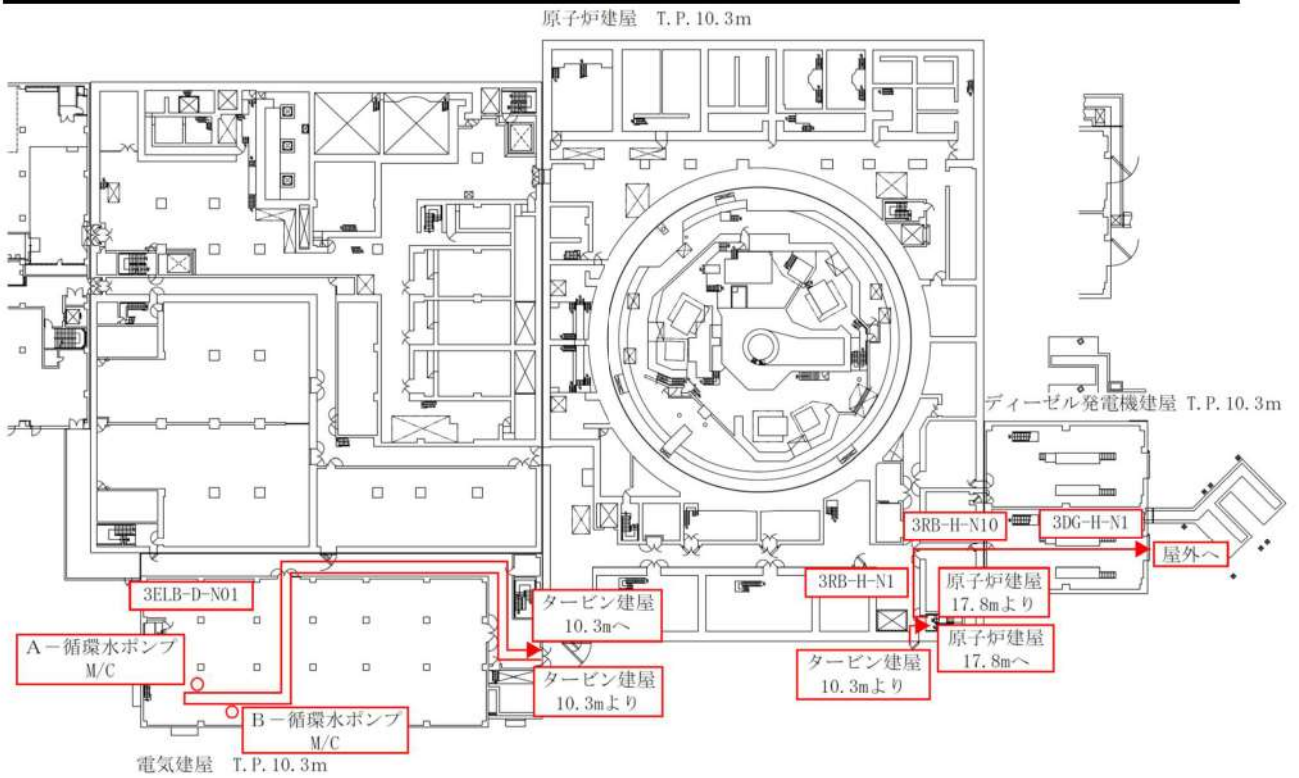 原子炉建屋 T.P.10.3m
ディーゼル発電機建屋 T.P.10.3m
3RB-H-N10
3DG-H-N1
屋外へ
3RB-H-N1
原子炉建屋
17.8mより
原子炉建屋
17.8mへ
タービン建屋
10.3mより
3ELB-D-N01
タービン建屋
10.3mへ
A－循環水ポンプ
M/C
タービン建屋
10.3mより
B－循環水ポンプ
M/C
電気建屋 T.P.10.3m